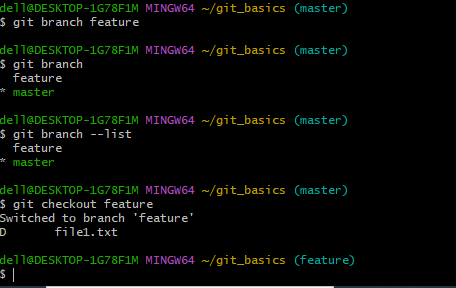 dell@DESKTOP-1G78F1M MINGW64 ~/git_basics (master)
$ git branch feature

dell@DESKTOP-1G78F1M MINGW64 ~/git_basics (master)
$ git branch
  feature
* master

dell@DESKTOP-1G78F1M MINGW64 ~/git_basics (master)
$ git branch --list
  feature
* master

dell@DESKTOP-1G78F1M MINGW64 ~/git_basics (master)
$ git checkout feature
Switched to branch 'feature'
D       file1.txt

dell@DESKTOP-1G78F1M MINGW64 ~/git_basics (feature)
$